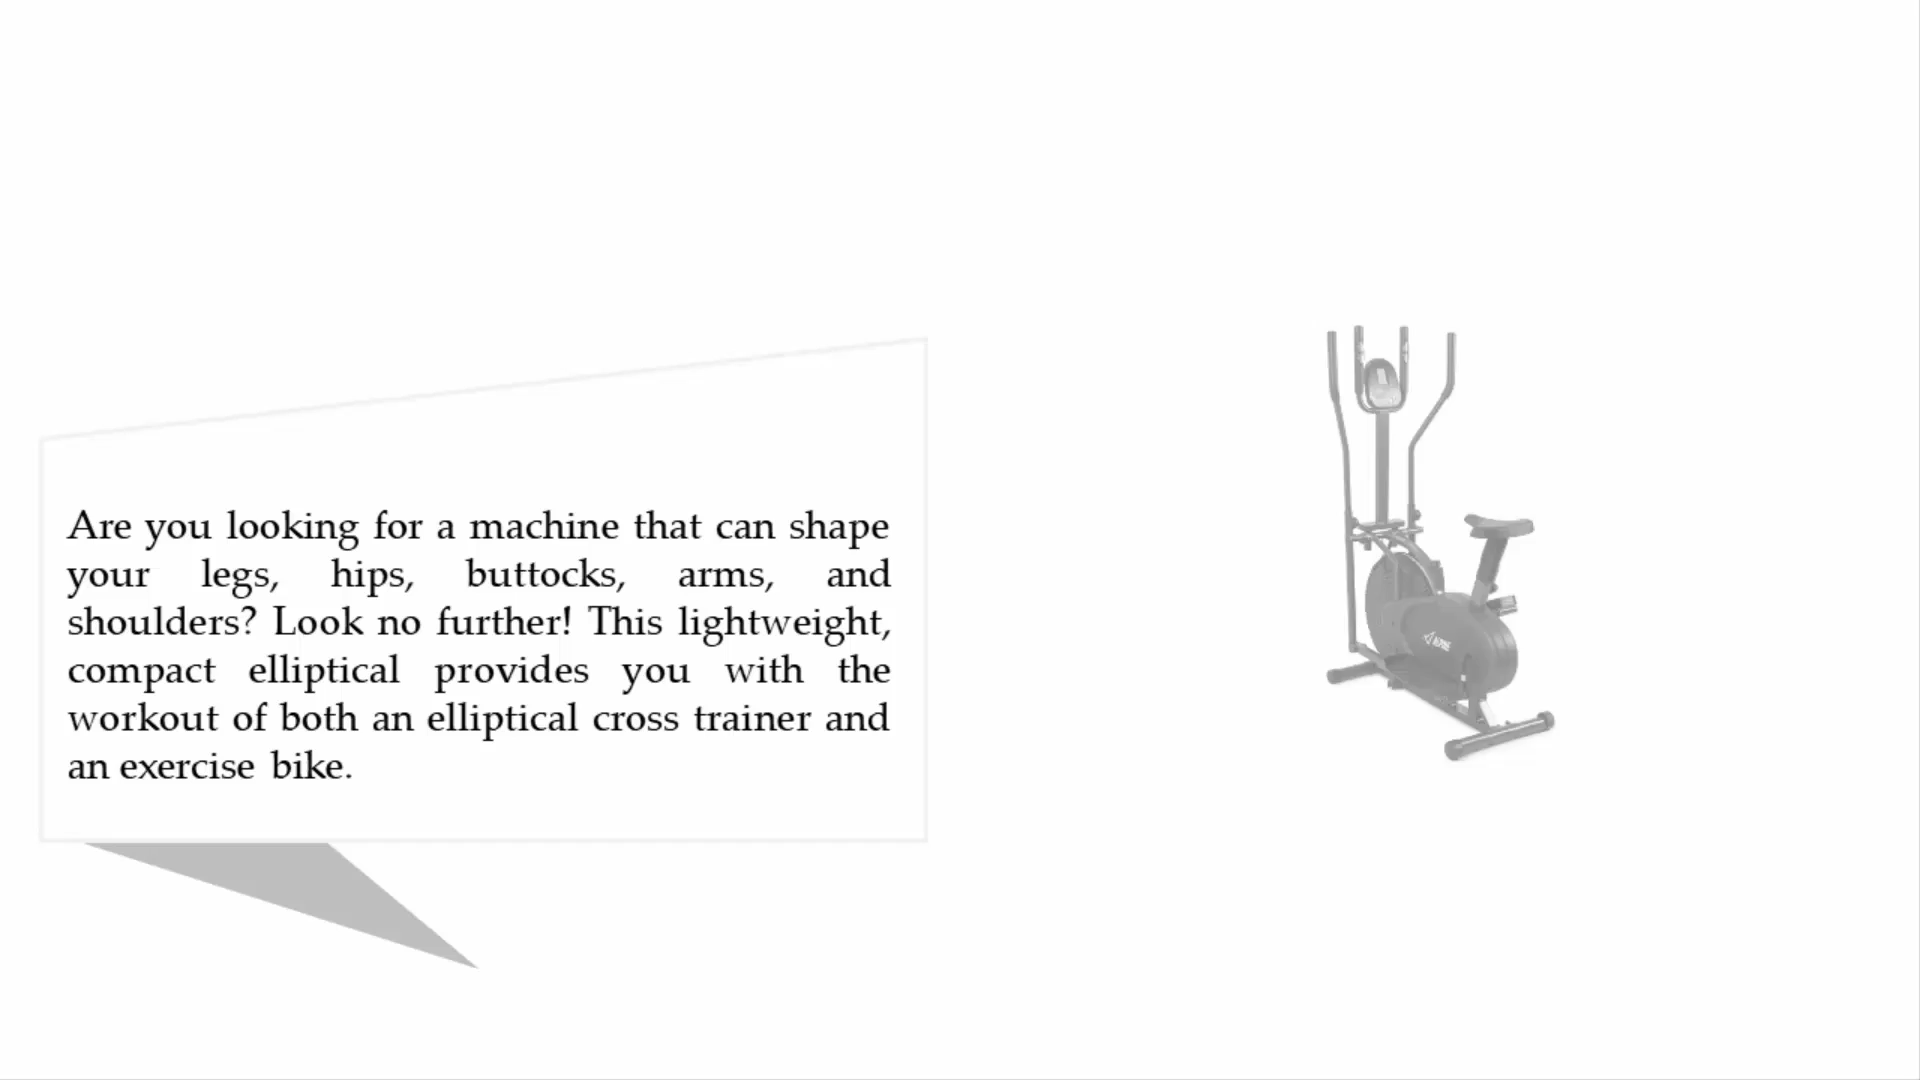 Are you looking for a machine that can shape
your legs, hips, buttocks, arms, and
shoulders? Look no further! This lightweight,
compact elliptical provides you with the
workout of both an elliptical cross trainer and
an exercise bike.